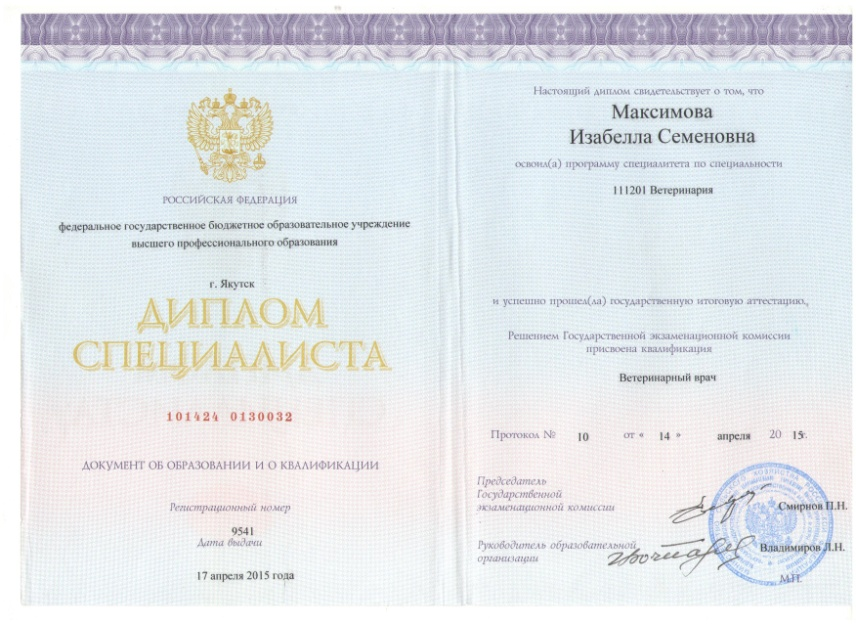 РОССИЙСКАЯ ФЕДЕРАЦИЯ
федеральное государственное бюджетное образовательное учреждение
высшего профессионального образования
г. Якутск
ДИПЛОМ
СПЕЦИАЛИСТА
101424 0130032
ДОКУМЕНТ ОБ ОБРАЗОВАНИИ И О КВАЛИФИКАЦИИ
Регистрационный номер
9541
Дата выдачи
17 апреля 2015 года
Настоящий диплом свидетельствует о том, что
Максимова
Изабелла Семеновна
освоил(а) программу специалитета по специальности
111201 Ветеринария
и успешно прошел(ла) государственную итоговую аттестацию.
Решением Государственной экзаменационной комиссии
присвоена квалификация
Ветеринарный врач
Протокол № 10 от « 14 » апреля 20 15г.
Председатель
Государственной
экзаменационной комиссии
Смирнов П.Н.
Руководитель образовательной
организации
Владимиров Л.Н.
М.П.